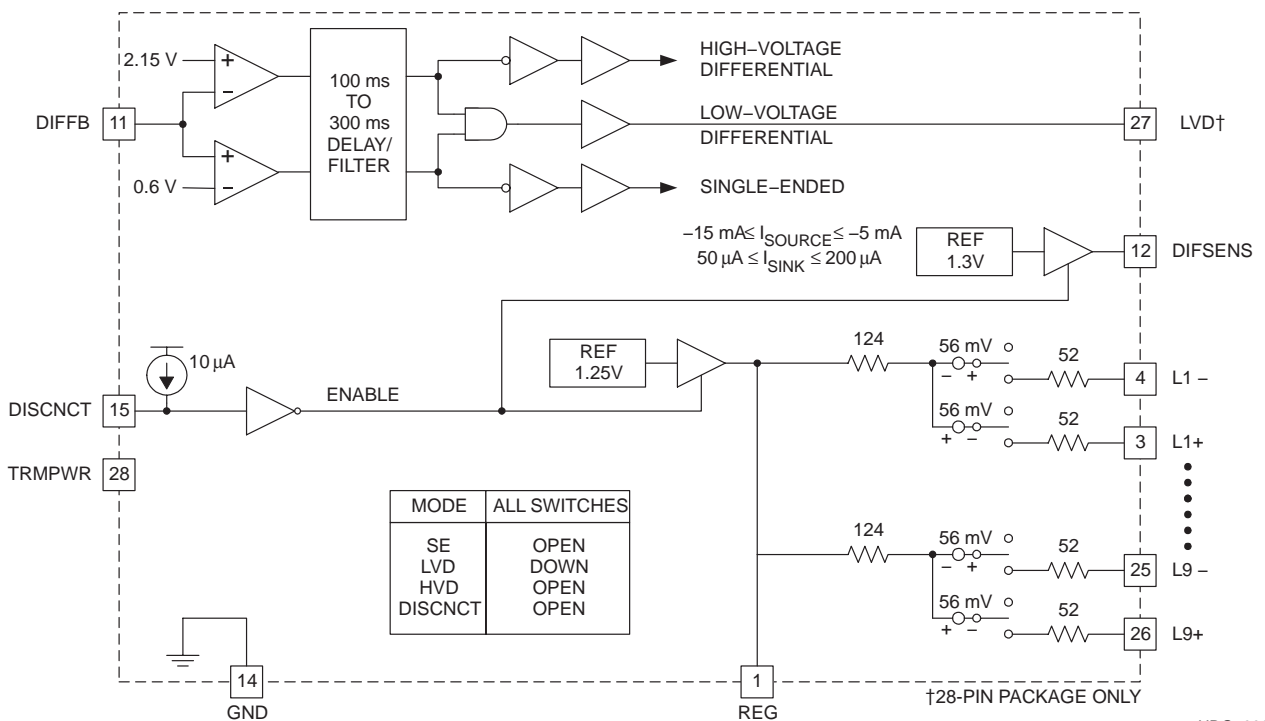 2.15 V
+
−
DIFFB
11
+
−
0.6 V
100 ms
TO
300 ms
DELAY/
FILTER
HIGH−VOLTAGE
DIFFERENTIAL
LOW−VOLTAGE
DIFFERENTIAL
SINGLE−ENDED
27
LVD†
−15 mA≤ ISOURCE ≤ −5 mA
50 µA ≤ ISINK ≤ 200 µA
REF
1.3V
12
DIFSENS
10 µA
DISCNCT
15
ENABLE
REF
1.25V
124
56 mV
− +
52
4
L1 −
56 mV
+ −
52
3
L1+
TRMPWR
28
MODE ALL SWITCHES
SE OPEN
LVD DOWN
HVD OPEN
DISCNCT OPEN
124
56 mV
− +
52
25
L9 −
56 mV
+ −
52
26
L9+
14
GND
1
REG
†28-PIN PACKAGE ONLY